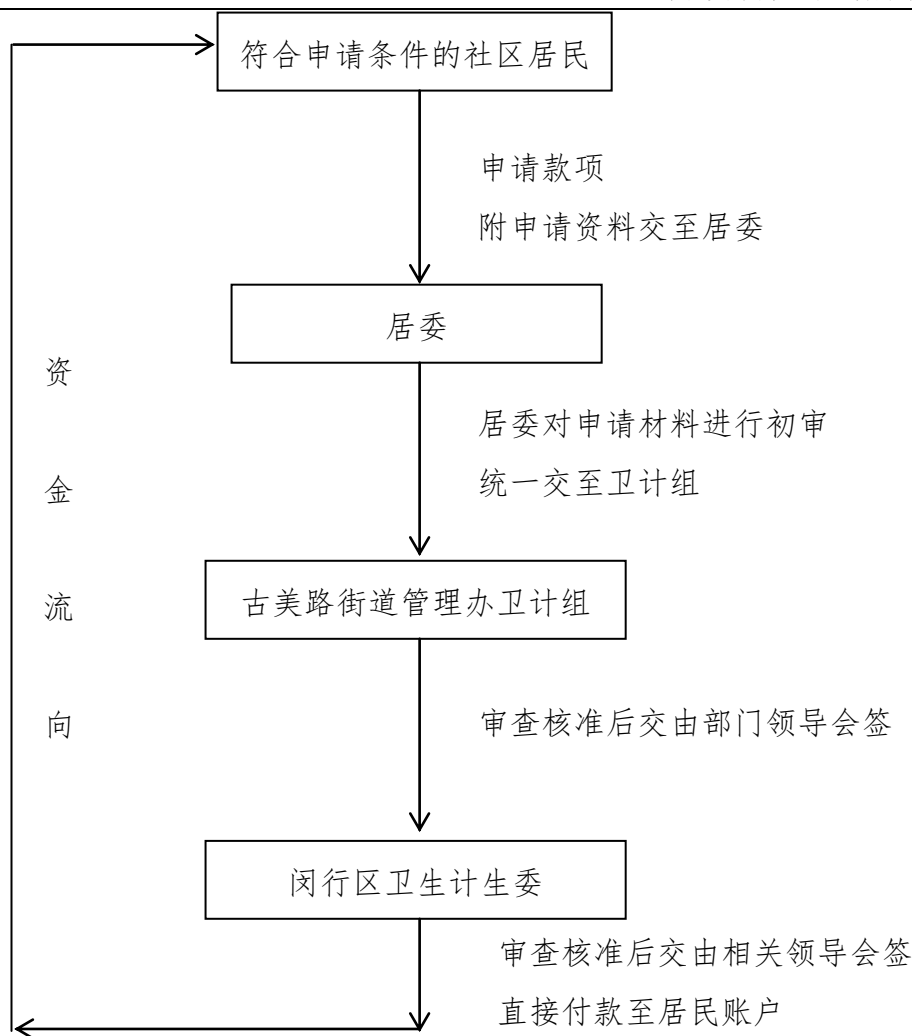 符合申请条件的社区居民
申请款项
附申请资料交至居委
居委
居委对申请材料进行初审
统一交至卫计组
古美路街道管理办卫计组
审查核准后交由部门领导会签
闵行区卫生计生委
审查核准后交由相关领导会签
直接付款至居民账户
资
金
流
向